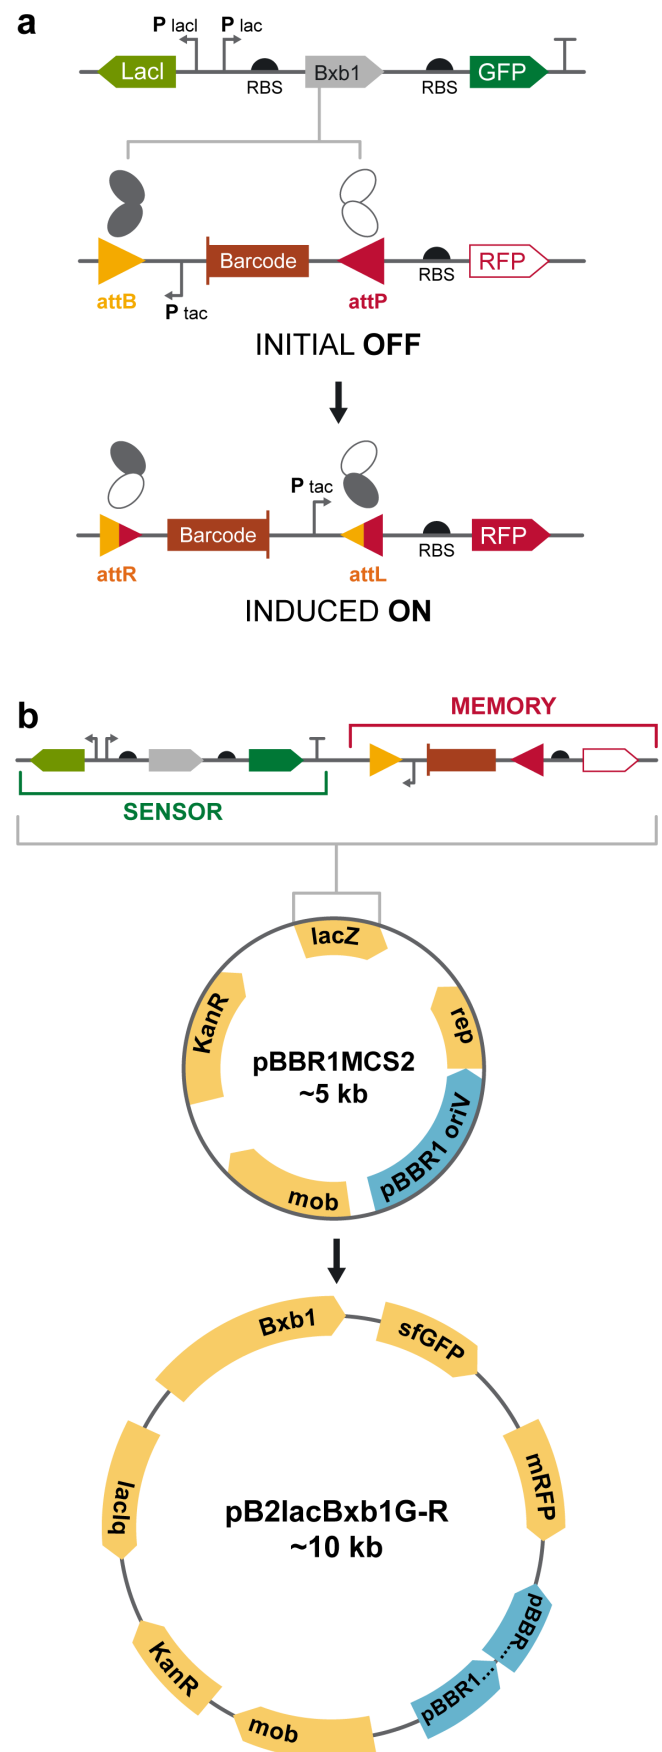 a
P lacI
P lac
LacI
RBS
Bxb1
RBS
GFP
attB
P tac
Barcode
attP
RBS
RFP
INITIAL OFF
P tac
attR
Barcode
attL
RBS
RFP
INDUCED ON
b
MEMORY
SENSOR
lacZ
KanR
rep
pBBR1MCS2
~5 kb
pBBR1 oriV
mob
Bxb1
sfGFP
lacIq
mRFP
pB2lacBxb1G-R
~10 kb
pBBR...
KanR
pBBR1...
mob